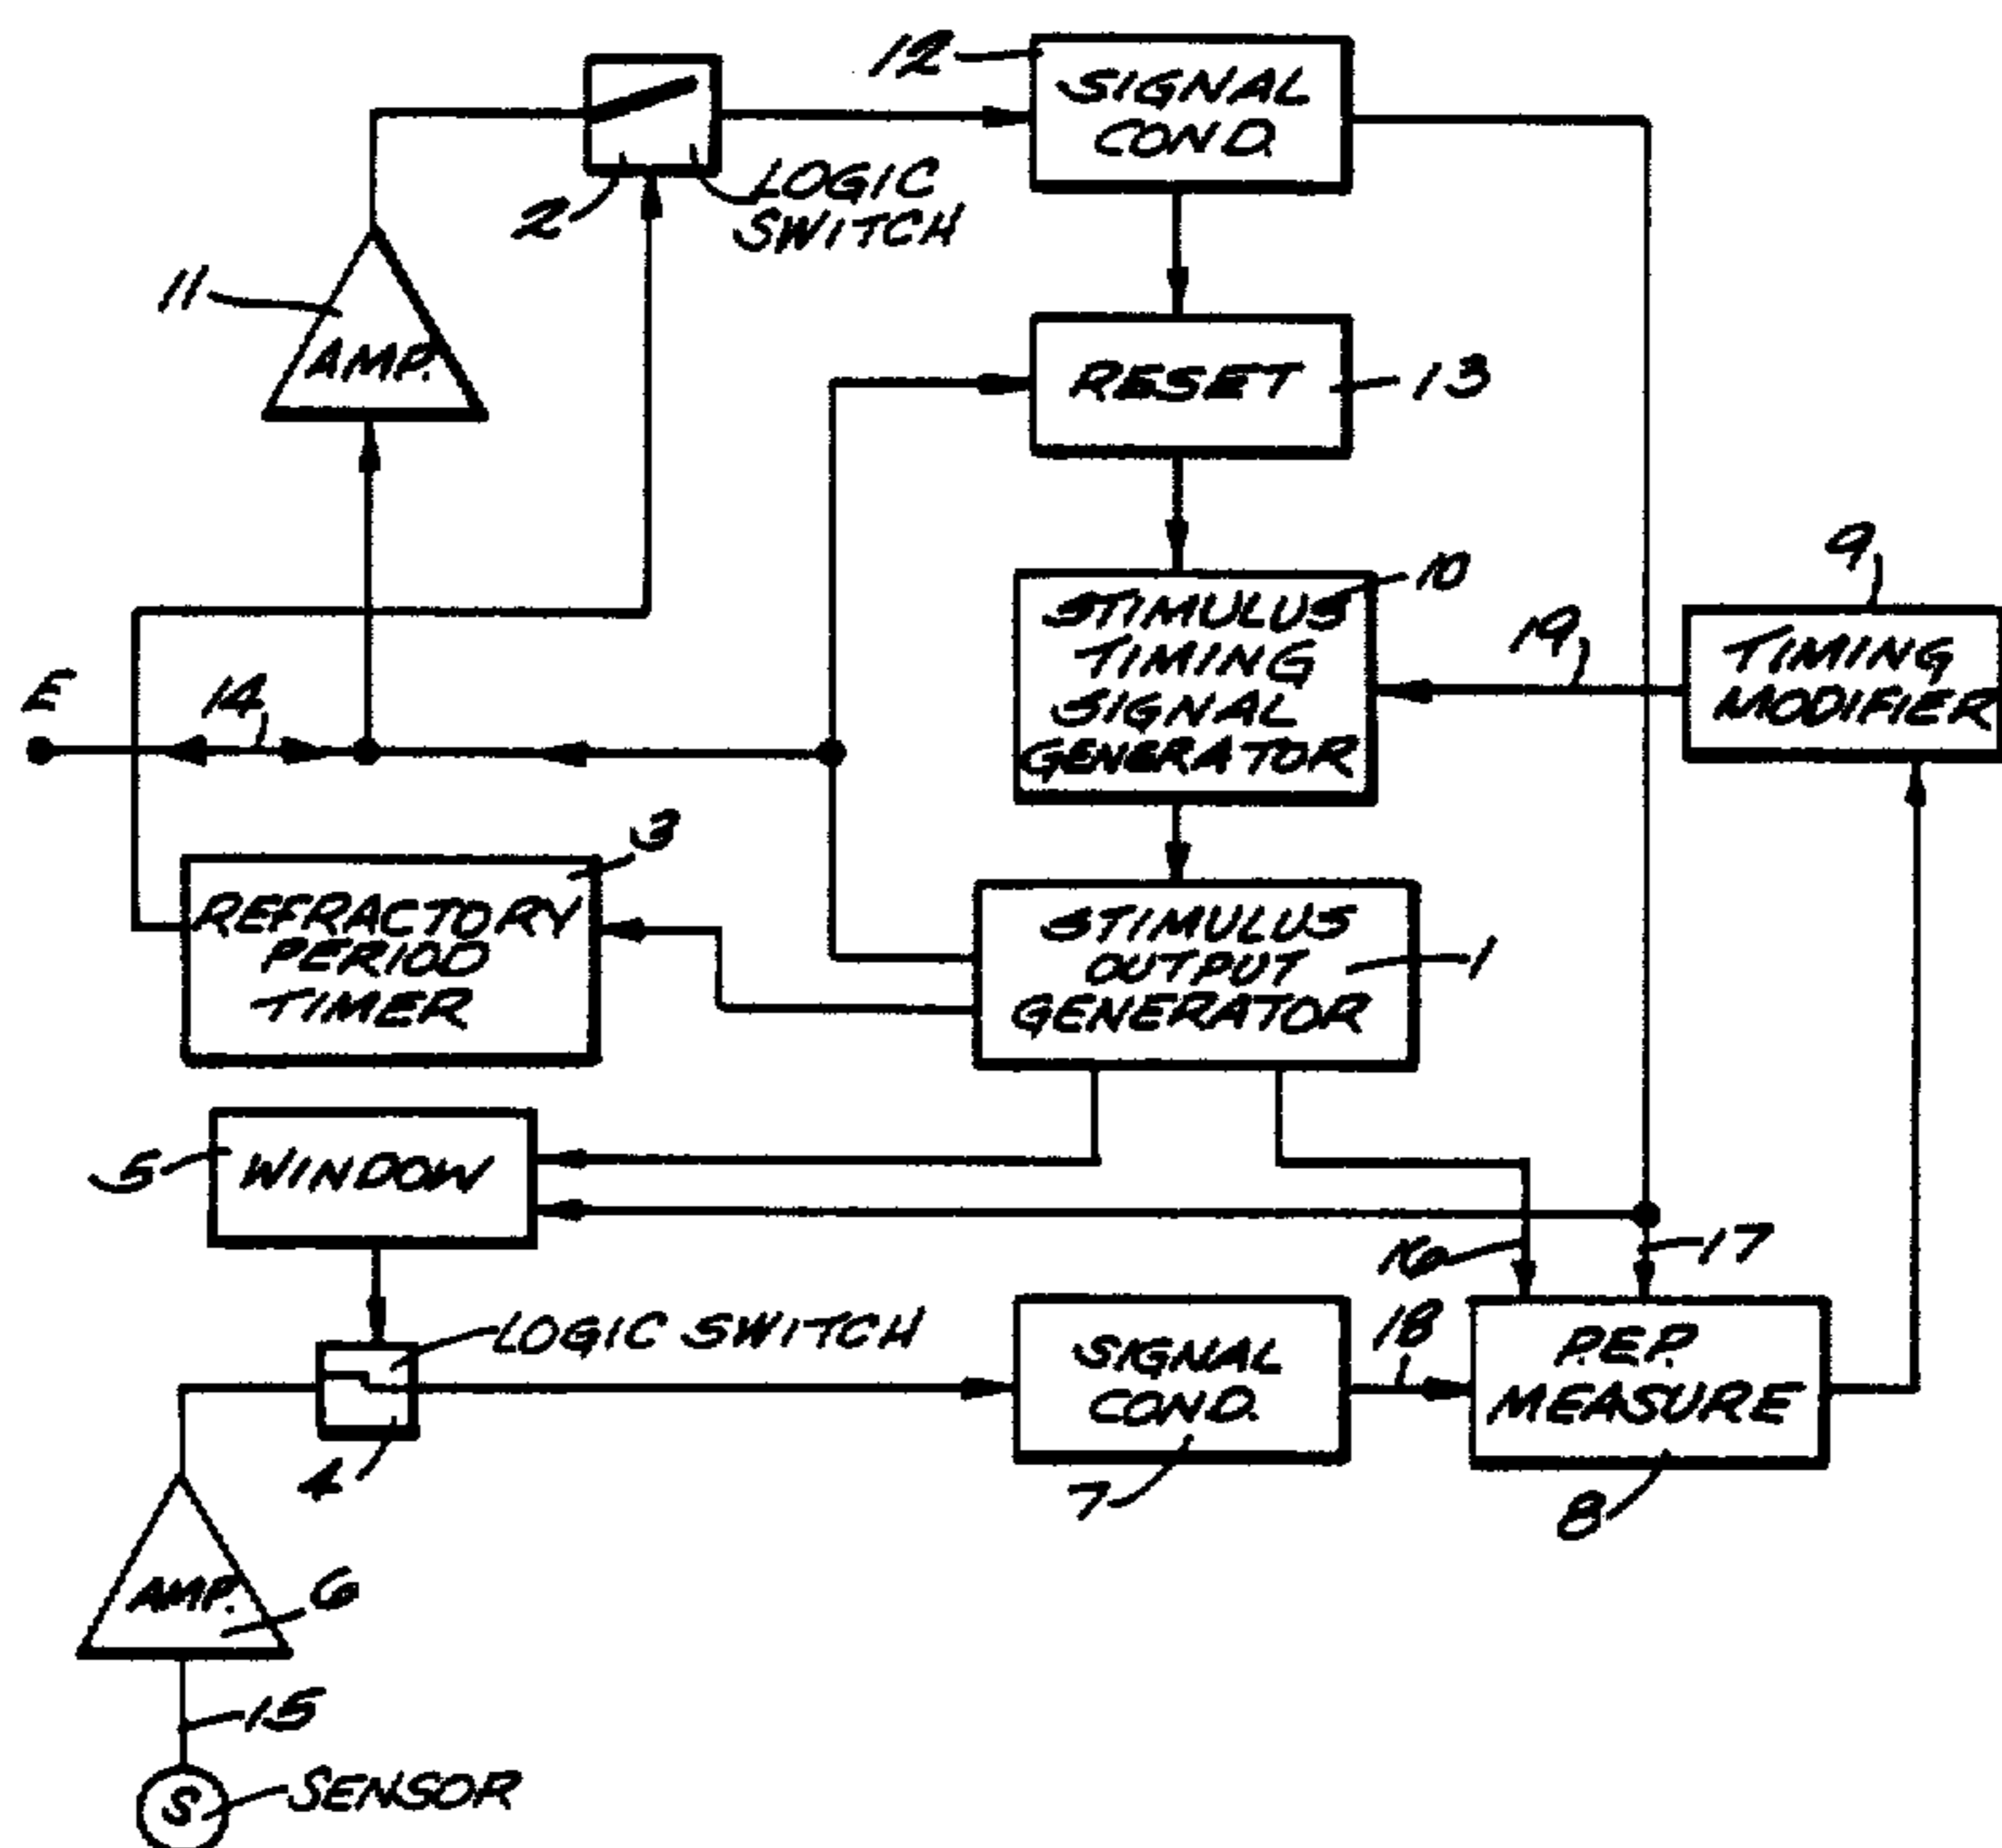 12
SIGNAL
COND.
2
LOGIC
SWITCH
11
AMP.
RESET
13
10
STIMULUS
TIMING
SIGNAL
GENERATOR
19
9
TIMING
MODIFIER
E
14
3
REFRACTORY
PERIOD
TIMER
STIMULUS
OUTPUT
GENERATOR
1
5
WINDOW
16
17
LOGIC SWITCH
4
SIGNAL
COND.
7
18
P.E.P.
MEASURE
8
AMP.
6
15
S
SENSOR